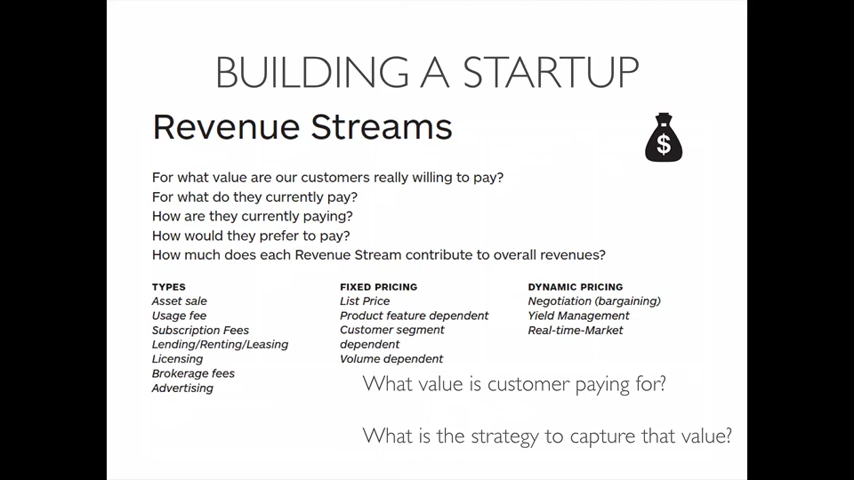 BUILDING A STARTUP
Revenue Streams
$
For what value are our customers really willing to pay?
For what do they currently pay?
How are they currently paying?
How would they prefer to pay?
How much does each Revenue Stream contribute to overall revenues?
TYPES
Asset sale
Usage fee
Subscription Fees
Lending/Renting/Leasing
Licensing
Brokerage fees
Advertising
FIXED PRICING
List Price
Product feature dependent
Customer segment
dependent
Volume dependent
DYNAMIC PRICING
Negotiation (bargaining)
Yield Management
Real-time-Market
What value is customer paying for?
What is the strategy to capture that value?